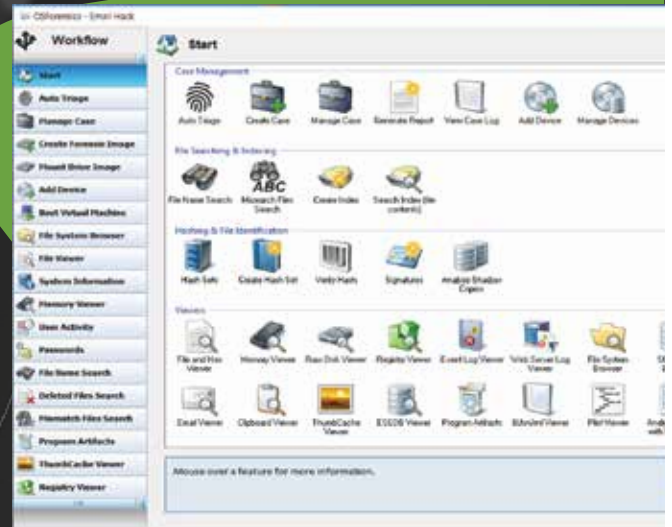 OSForensics - Email Hack
Workflow
Start
Auto Triage
Manage Case
Create Forensic Image
Mount Drive Image
Add Device
Boot Virtual Machine
File System Browser
File Viewer
System Information
Memory Viewer
User Activity
Passwords
File Name Search
Deleted Files Search
Mismatch Files Search
Program Artifacts
ThumbCache Viewer
Registry Viewer
Start
Case Management
Auto Triage
Create Case
Manage Case
Generate Report
View Case Log
Add Device
Manage Devices
File Searching & Indexing
ABC
File Name Search
Mismatch Files
Search
Create Index
Search Index (file
contents)
Hashing & File Identification
Hash Sets
Create Hash Set
Verify Hash
Signatures
Analyze Shadow
Copies
Viewers
File and Hex
Viewer
Memory Viewer
Raw Disk Viewer
Registry Viewer
Event Log Viewer
Web Server Log
Viewer
File System
Browser
Email Viewer
Clipboard Viewer
ThumbCache
Viewer
ESEDB Viewer
Program Artifacts
$UsnJrnl Viewer
Plist Viewer
Mouse over a feature for more information.